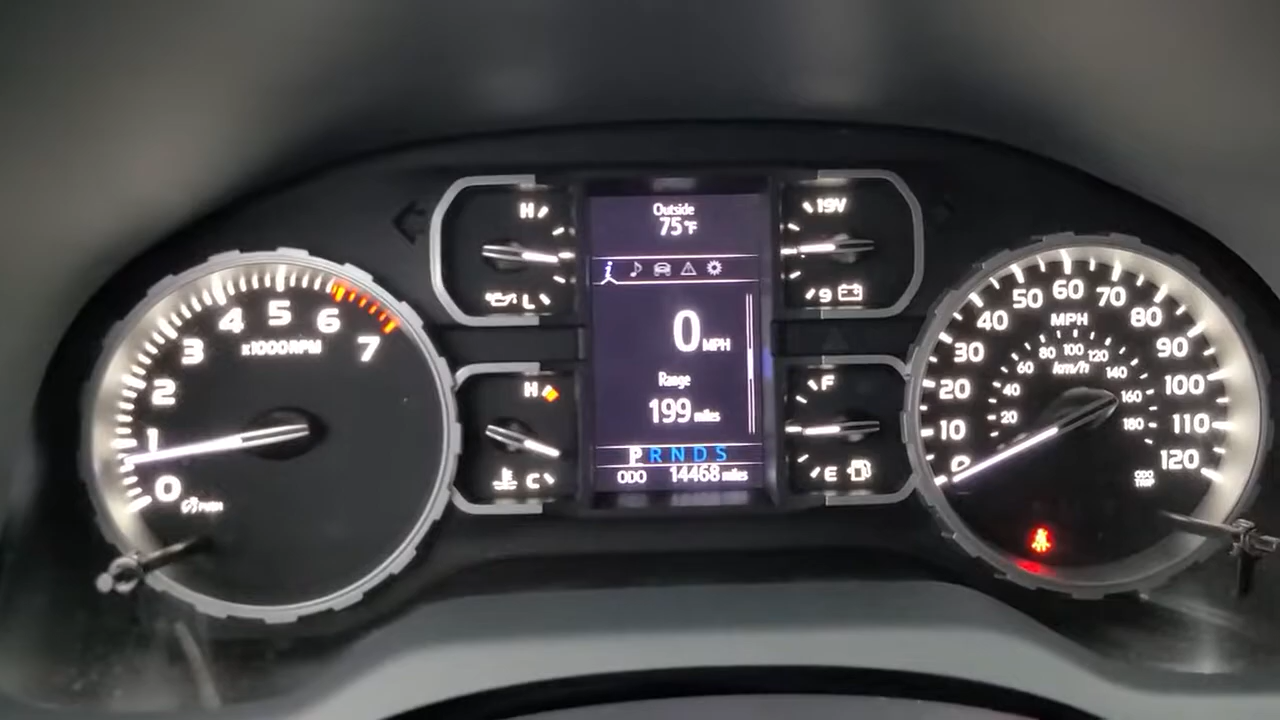 0
1
2
3
4
5
6
7
x1000RPM
PUSH
H
L
H
C
Outside
75°F
i
0 MPH
Range
199 miles
P R N D S
ODO 14468 miles
19V
9
F
E
0
10
20
30
40
50
60
70
80
90
100
110
120
MPH
km/h
20
40
60
80
100
120
140
160
180
ODO
TRIP